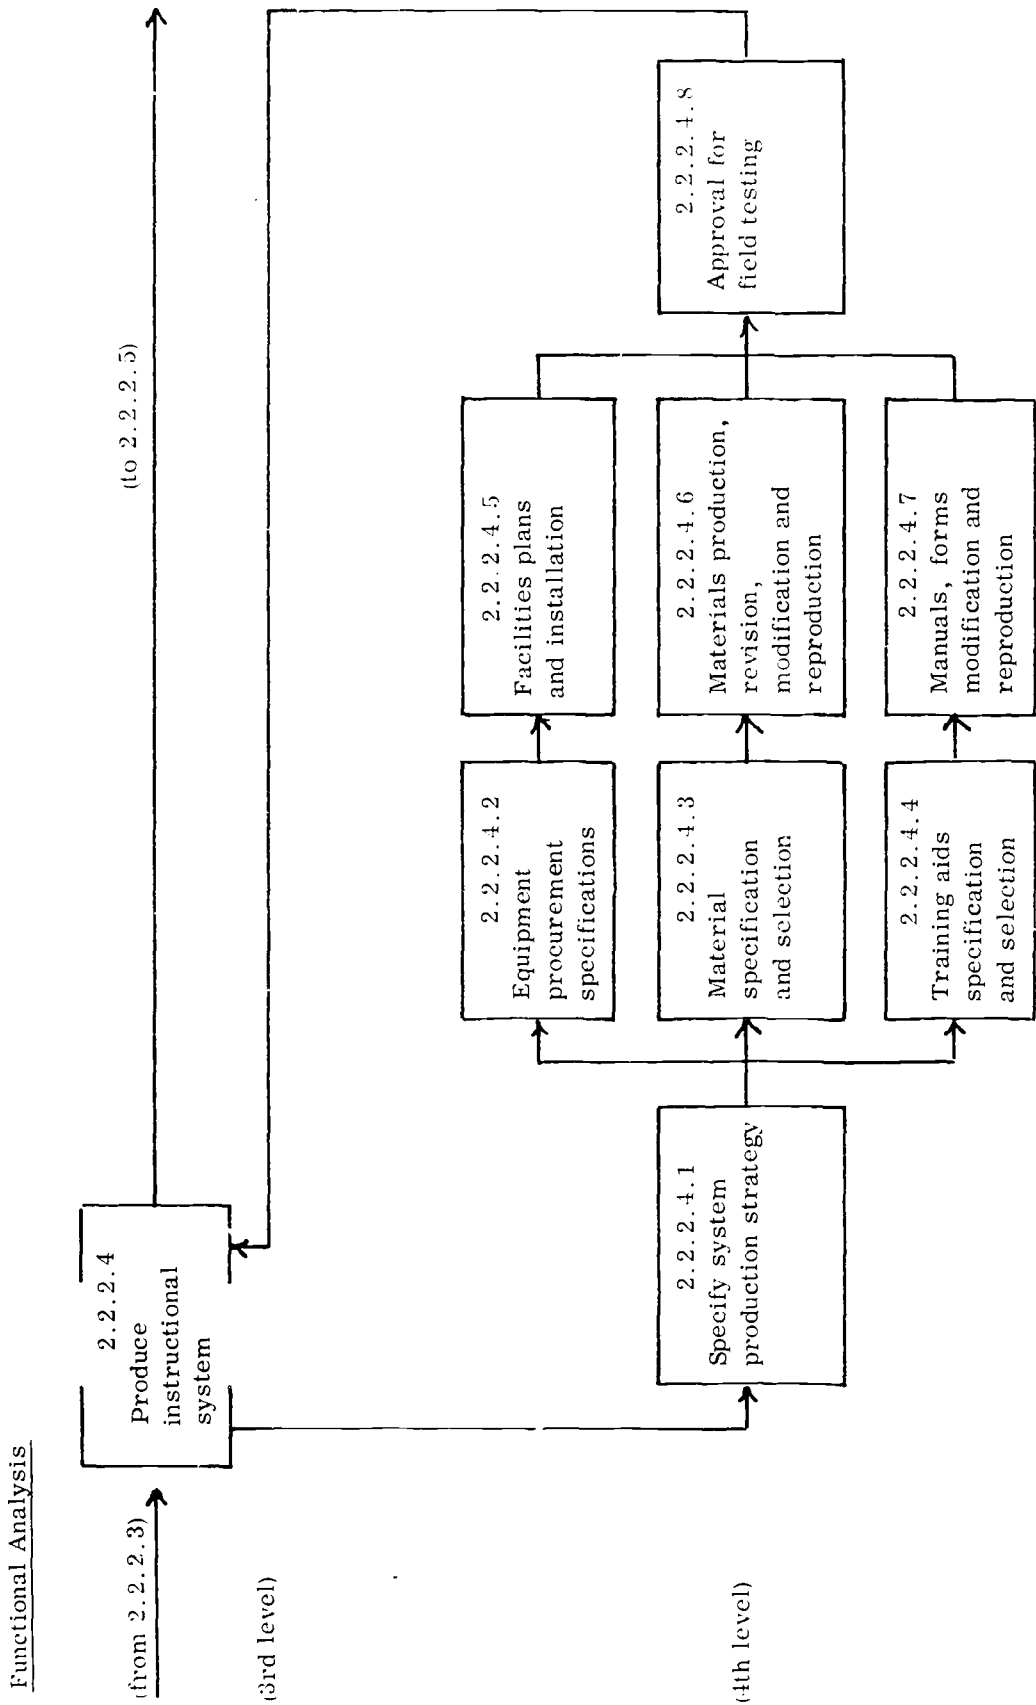 Functional Analysis
(from 2.2.2.3)
2.2.2.4
Produce
instructional
system
(to 2.2.2.5)
(3rd level)
(4th level)
2.2.2.4.1
Specify system
production strategy
2.2.2.4.2
Equipment
procurement
specifications
2.2.2.4.3
Material
specification
and selection
2.2.2.4.4
Training aids
specification
and selection
2.2.2.4.5
Facilities plans
and installation
2.2.2.4.6
Materials production,
revision,
modification and
reproduction
2.2.2.4.7
Manuals, forms
modification and
reproduction
2.2.2.4.8
Approval for
field testing